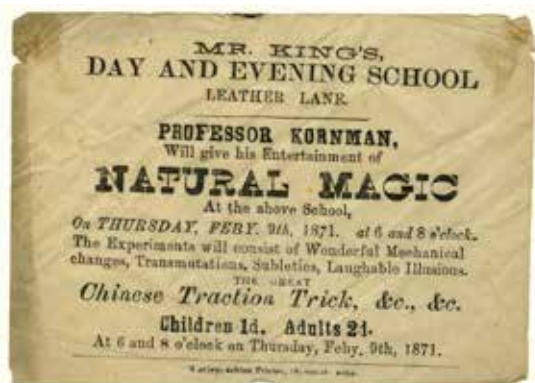 MR. KING'S,
DAY AND EVENING SCHOOL
LEATHER LANE.
PROFESSOR KORNMAN,
Will give his Entertainment of
NATURAL MAGIC
At the above School,
On THURSDAY, FEBY. 9th, 1871. at 6 and 8 o'clock.
The Experiments will consist of Wonderful Mechanical
changes, Transmutations, Subleties, Laughable Illusions.
THE GREAT
Chinese Traction Trick, &c., &c.
Children 1d. Adults 2d.
At 6 and 8 o'clock on Thursday, Feby. 9th, 1871.
Printer,